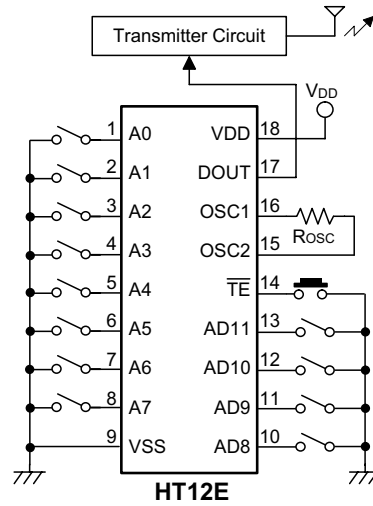 Transmitter Circuit
VDD
1 A0 VDD 18
2 A1 DOUT 17
3 A2 OSC1 16
ROSC
4 A3 OSC2 15
5 A4 TE 14
6 A5 AD11 13
7 A6 AD10 12
8 A7 AD9 11
9 VSS AD8 10
HT12E